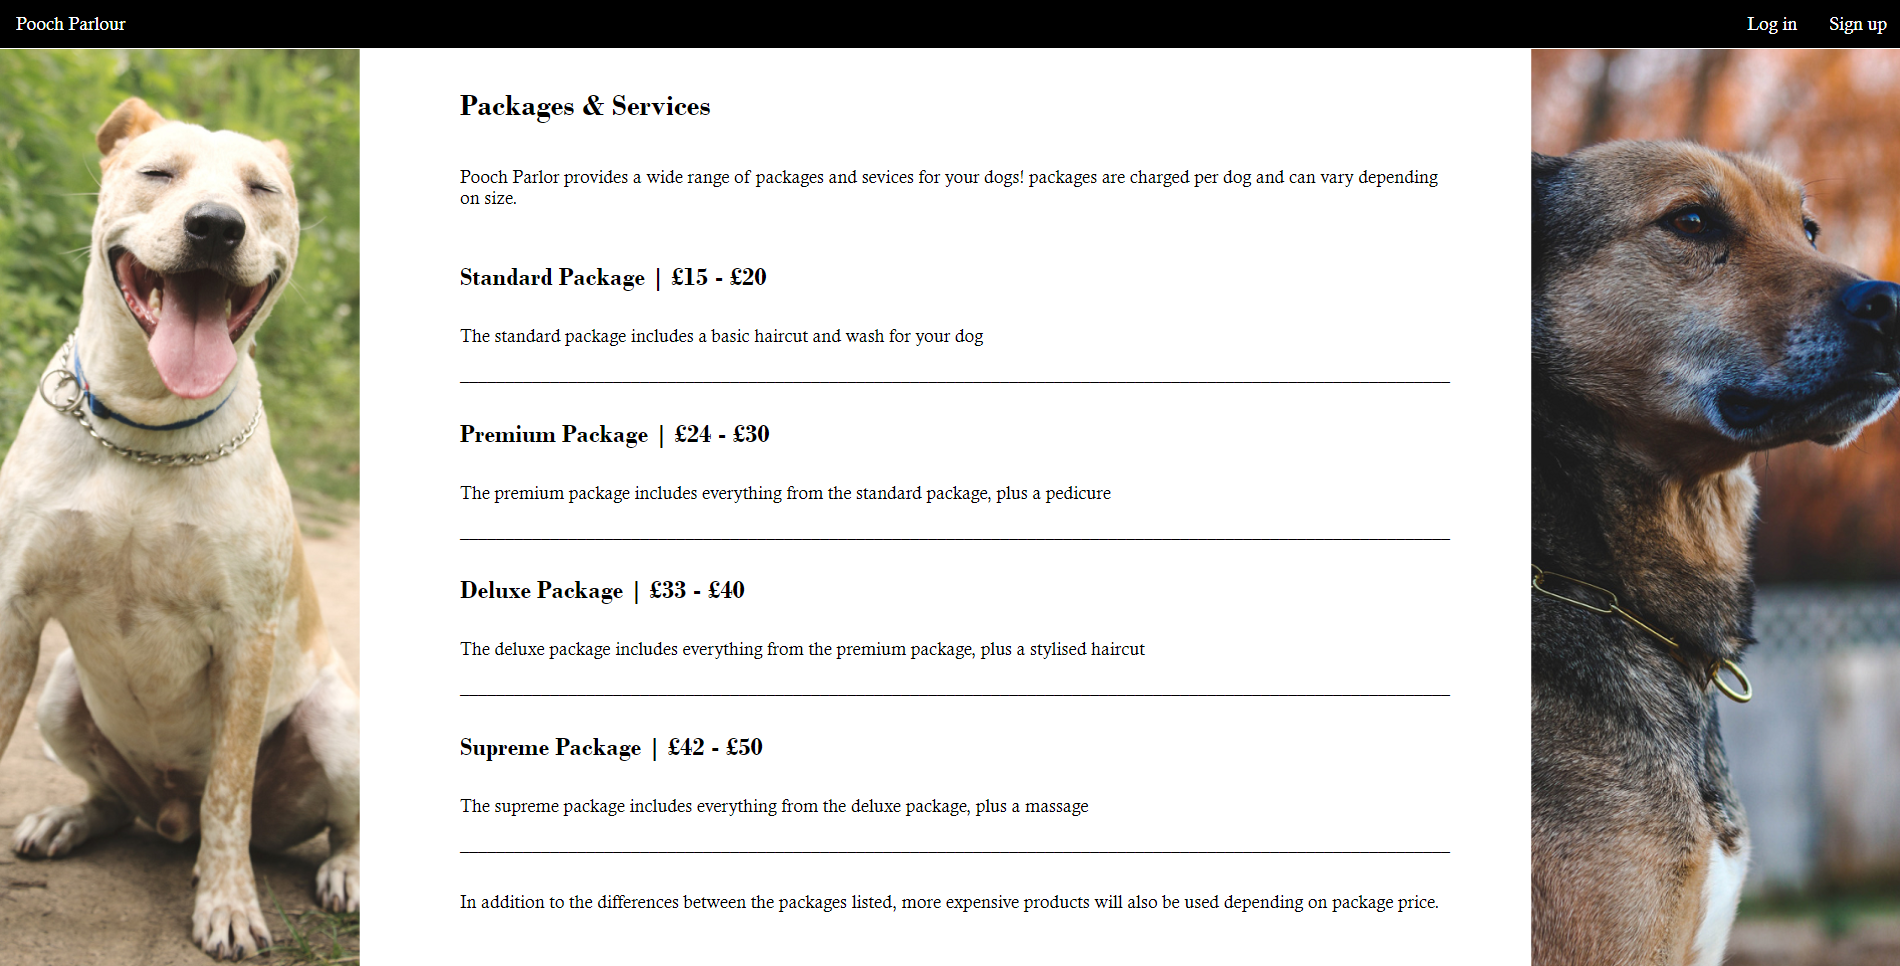 Pooch Parlour
Log in
Sign up
Packages & Services
Pooch Parlor provides a wide range of packages and sevices for your dogs! packages are charged per dog and can vary depending
on size.
Standard Package | £15 - £20
The standard package includes a basic haircut and wash for your dog
Premium Package | £24 - £30
The premium package includes everything from the standard package, plus a pedicure
Deluxe Package | £33 - £40
The deluxe package includes everything from the premium package, plus a stylised haircut
Supreme Package | £42 - £50
The supreme package includes everything from the deluxe package, plus a massage
In addition to the differences between the packages listed, more expensive products will also be used depending on package price.